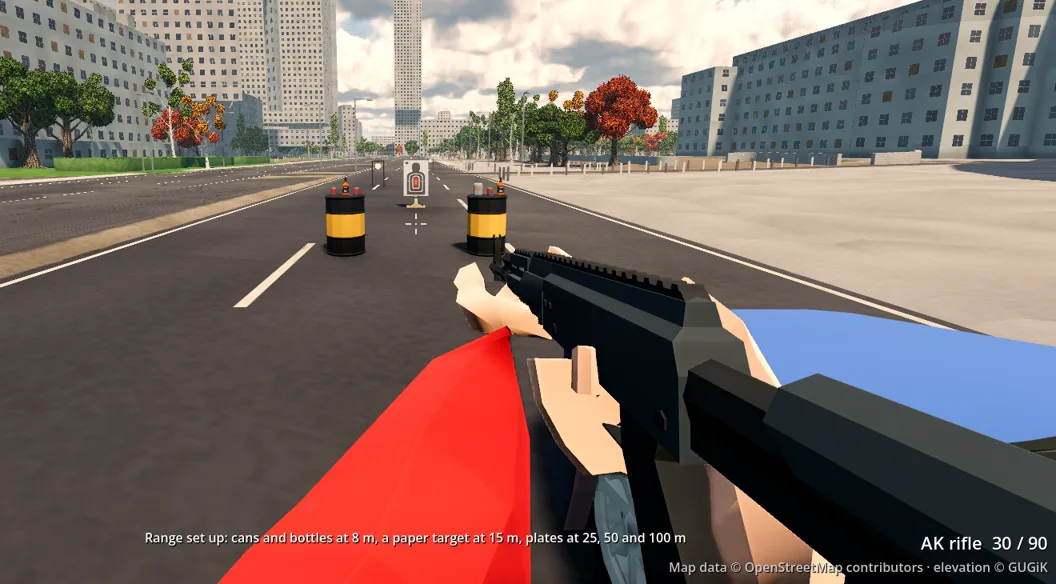 Range set up: cans and bottles at 8 m, a paper target at 15 m, plates at 25, 50 and 100 m
AK rifle 30 / 90
Map data © OpenStreetMap contributors · elevation © GUGiK